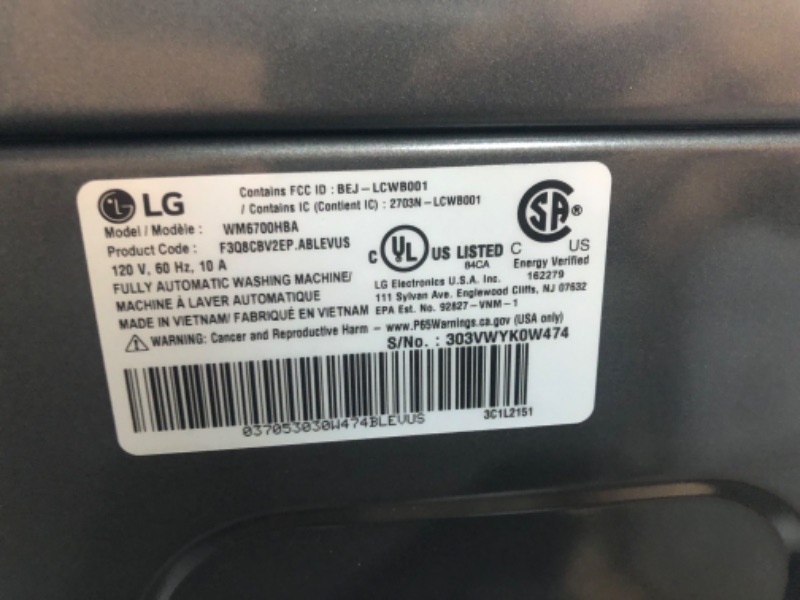 LG
Contains FCC ID : BEJ-LCWB001
/ Contains IC (Contient IC) : 2703N-LCWB001
Model / Modèle : WM6700HBA
Product Code : F3Q8CBV2EP.ABLEVUS
120 V, 60 Hz, 10 A
FULLY AUTOMATIC WASHING MACHINE/
MACHINE À LAVER AUTOMATIQUE
MADE IN VIETNAM/ FABRIQUÉ EN VIETNAM
C UL US LISTED
84CA
SA ®
C US
Energy Verified
162279
LG Electronics U.S.A. Inc.
111 Sylvan Ave. Englewood Cliffs, NJ 07632
EPA Est. No. 92827-VNM-1
WARNING: Cancer and Reproductive Harm - www.P65Warnings.ca.gov (USA only)
S/No. : 303VWYK0W474
037053030W474BLEVUS
3C1L2151